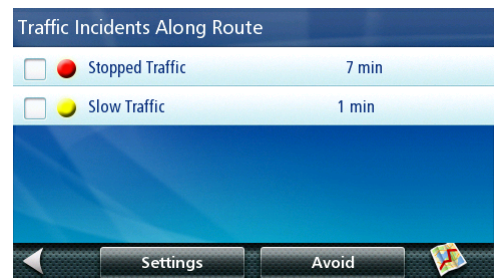 Traffic Incidents Along Route
Stopped Traffic 7 min
Slow Traffic 1 min
Settings Avoid